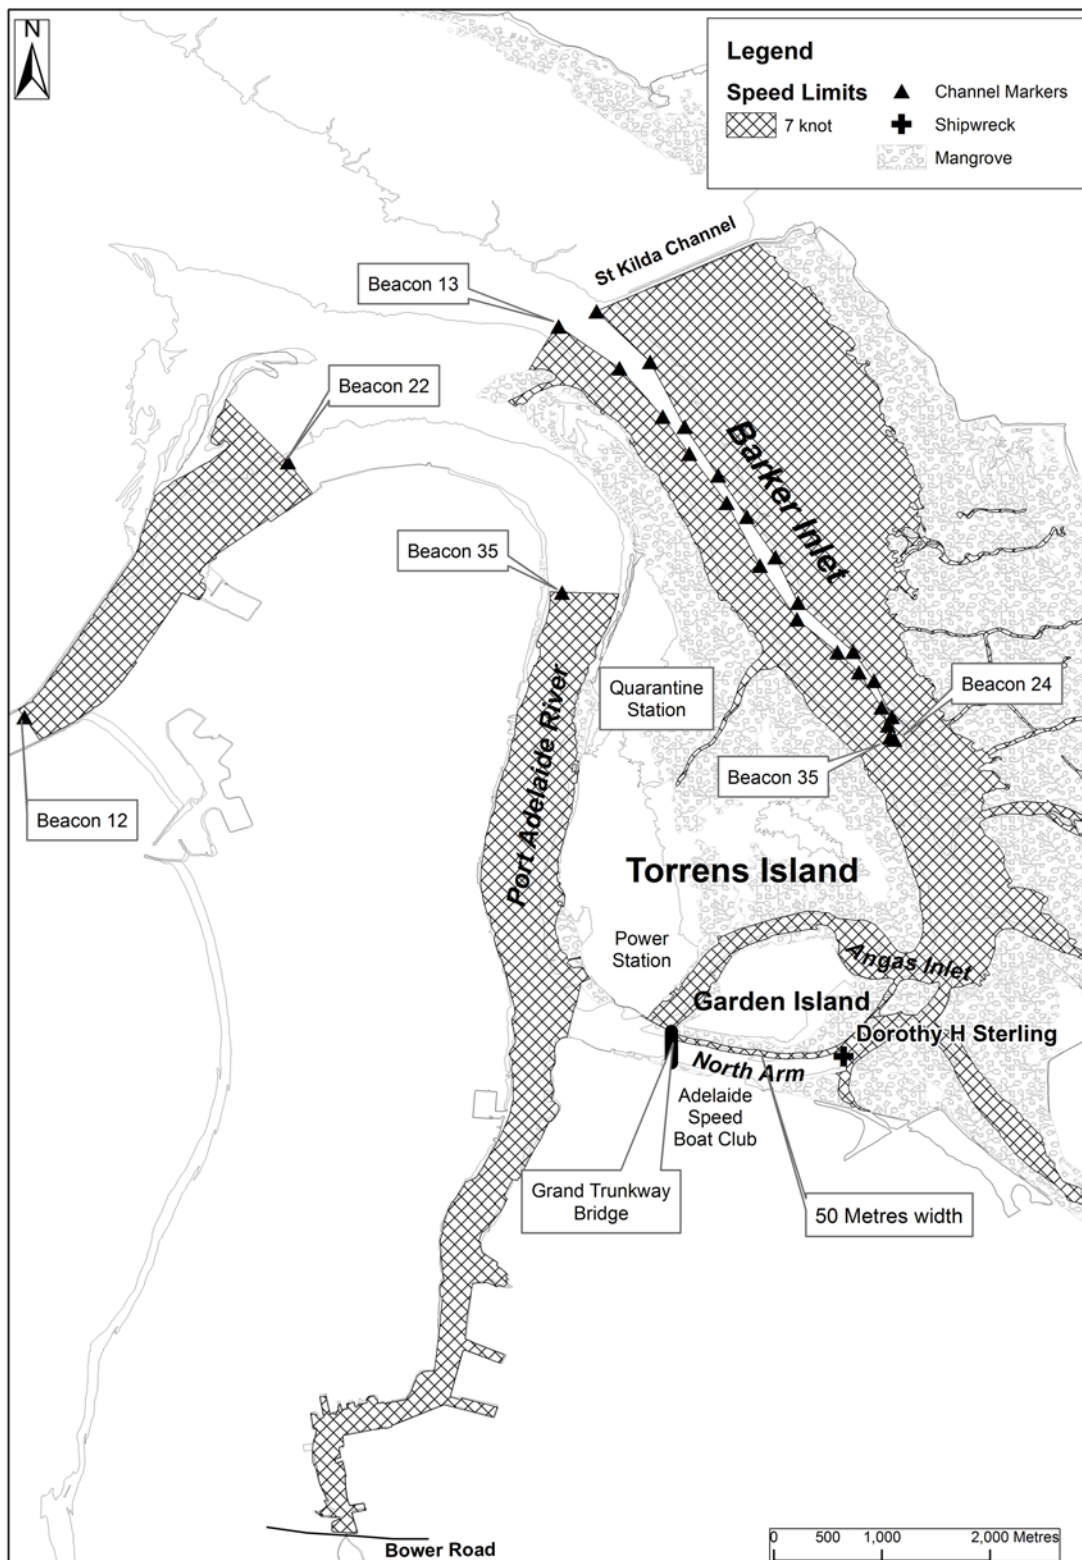 N
Legend
Speed Limits
7 knot
Channel Markers
Shipwreck
Mangrove
St Kilda Channel
Beacon 13
Beacon 22
Barker Inlet
Beacon 35
Quarantine
Station
Beacon 24
Beacon 35
Beacon 12
Port Adelaide River
Torrens Island
Power
Station
Angas Inlet
Garden Island
Dorothy H Sterling
North Arm
Adelaide
Speed
Boat Club
Grand Trunkway
Bridge
50 Metres width
Bower Road
0 500 1,000 2,000 Metres